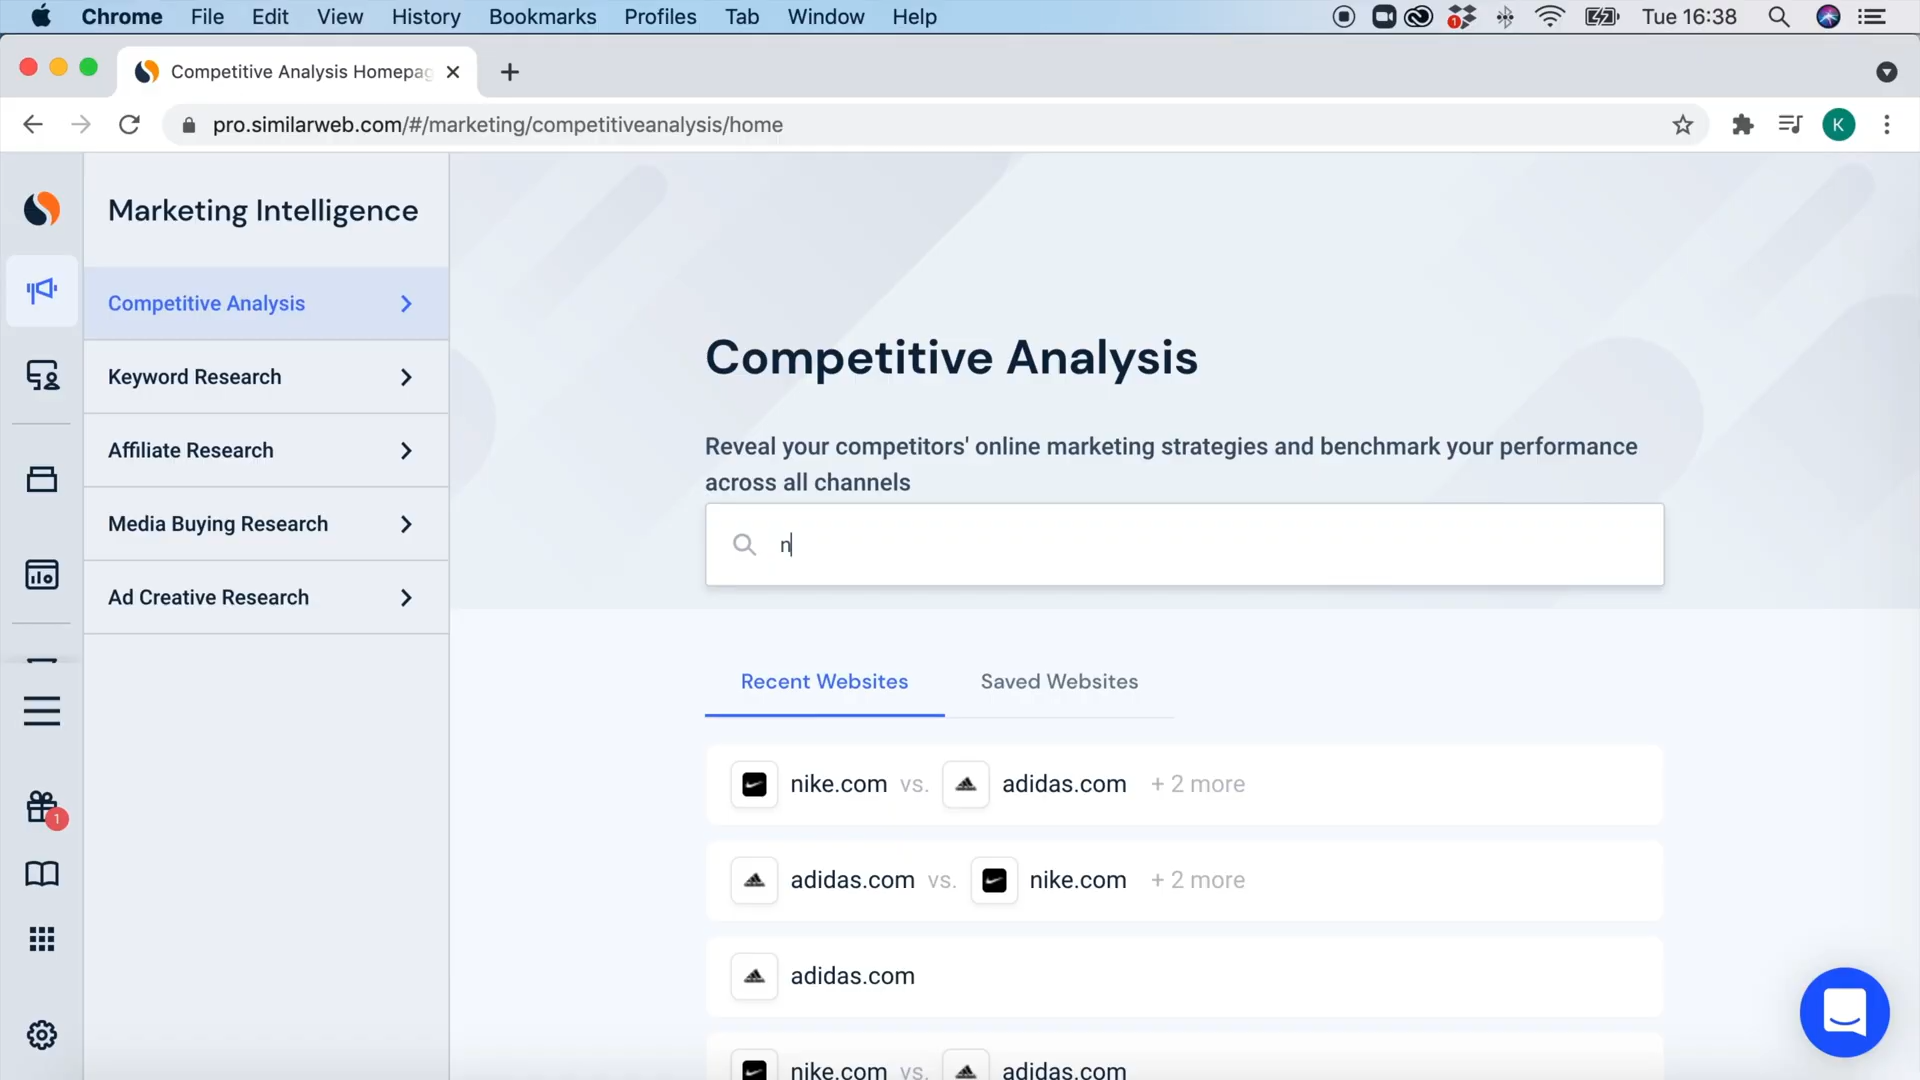 Chrome File Edit View History Bookmarks Profiles Tab Window Help 1 Tue 16:38
Competitive Analysis Homepag
pro.similarweb.com/#/marketing/competitiveanalysis/home K
Marketing Intelligence
Competitive Analysis
Keyword Research
Affiliate Research
Media Buying Research
Ad Creative Research
1
Competitive Analysis
Reveal your competitors' online marketing strategies and benchmark your performance
across all channels
n
Recent Websites Saved Websites
nike.com vs. adidas.com + 2 more
adidas.com vs. nike.com + 2 more
adidas.com
nike.com vs. adidas.com